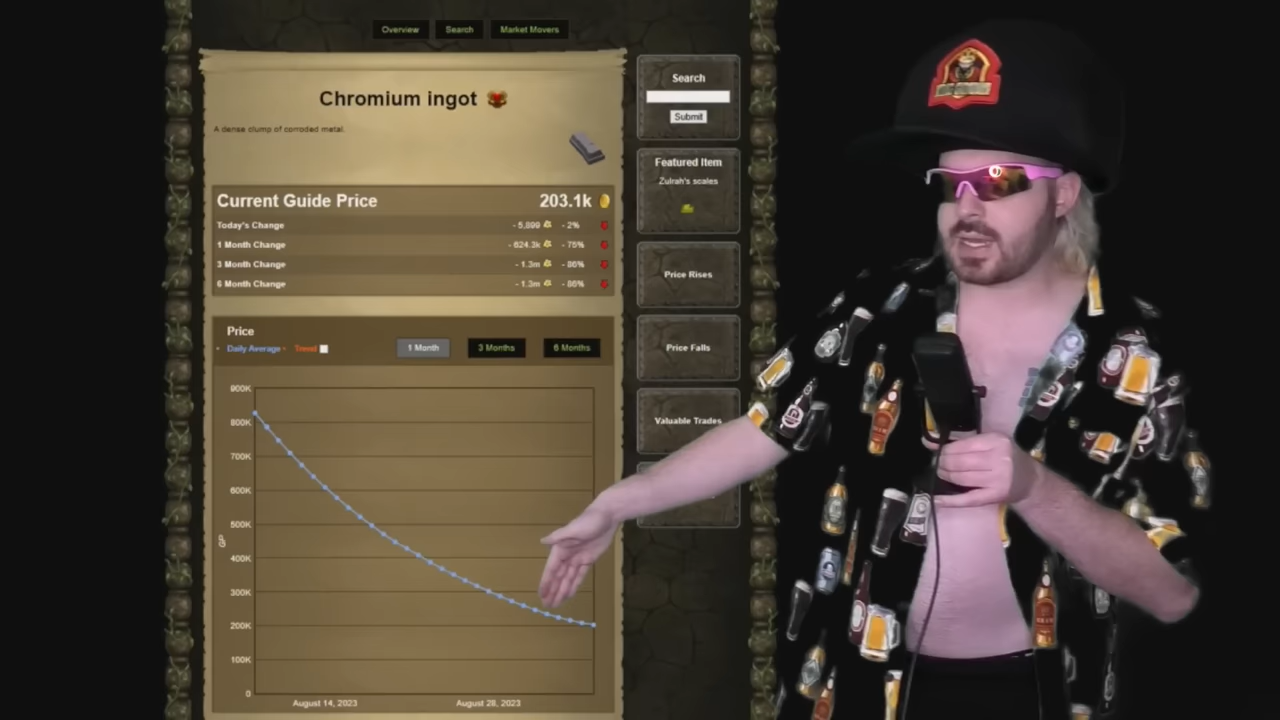 Overview Search Market Movers
Chromium ingot
A dense clump of corroded metal.
Current Guide Price 203.1k
Today's Change - 5,899 - 2%
1 Month Change - 624.3k - 75%
3 Month Change - 1.3m - 86%
6 Month Change - 1.3m - 86%
Price
Daily Average Trend 1 Month 3 Months 6 Months
900K
800K
700K
600K
500K
400K
300K
200K
100K
0
GP
August 14, 2023 August 28, 2023
Search
Submit
Featured Item
Zulrah's scales
Price Rises
Price Falls
Valuable Trades